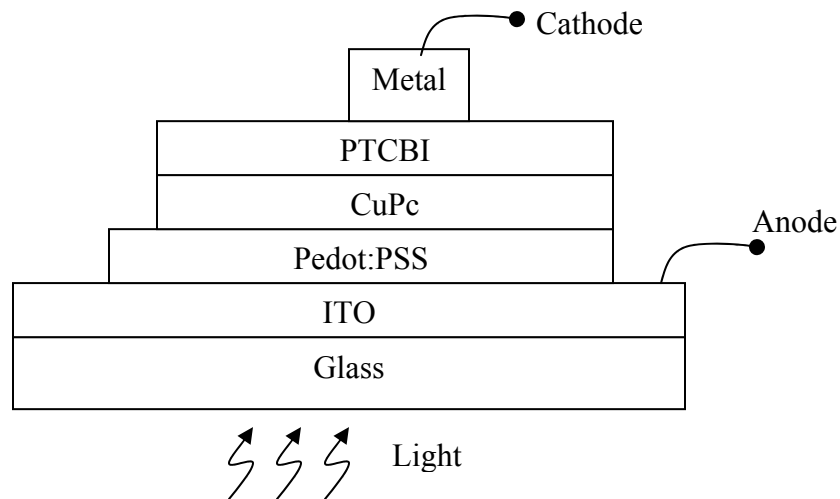 Cathode
Metal
PTCBI
CuPc
Anode
Pedot:PSS
ITO
Glass
Light